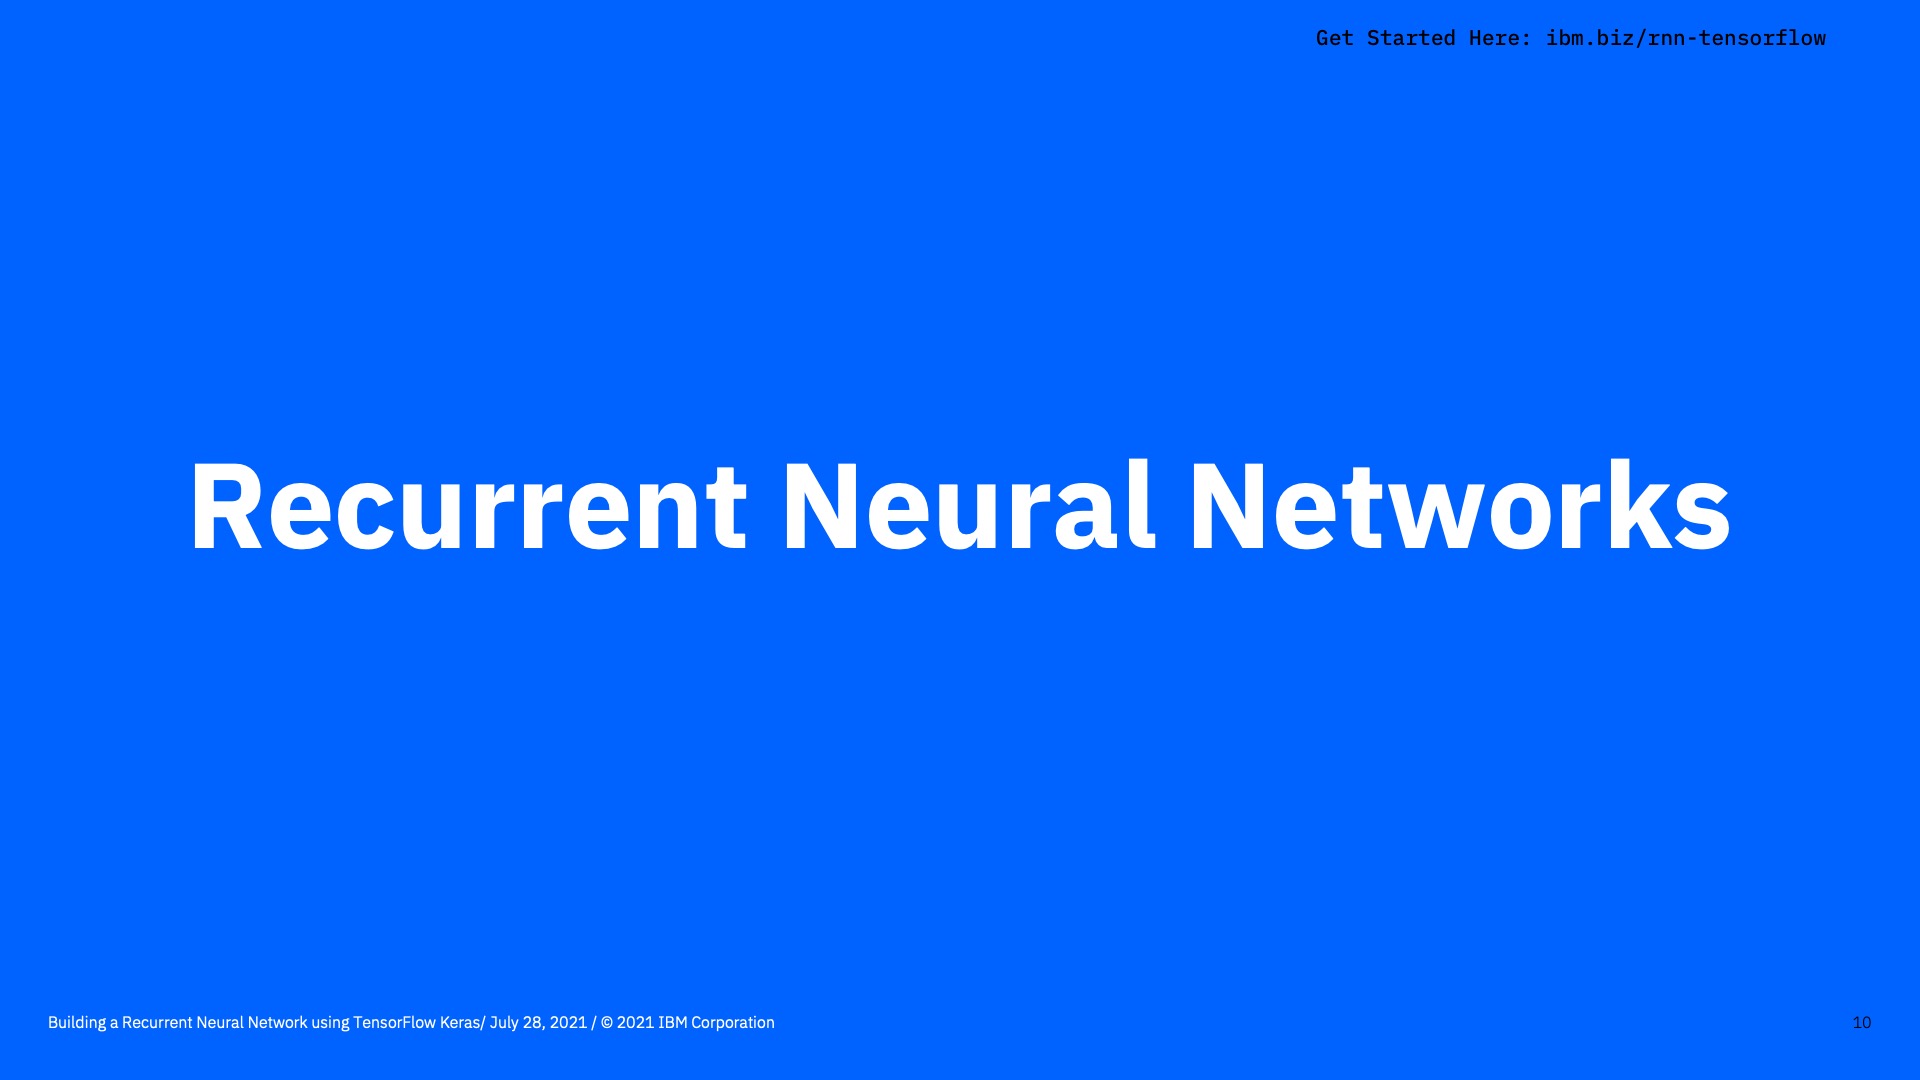 Get Started Here: ibm.biz/rnn-tensorflow
Recurrent Neural Networks
Building a Recurrent Neural Network using TensorFlow Keras/ July 28, 2021 / © 2021 IBM Corporation
10